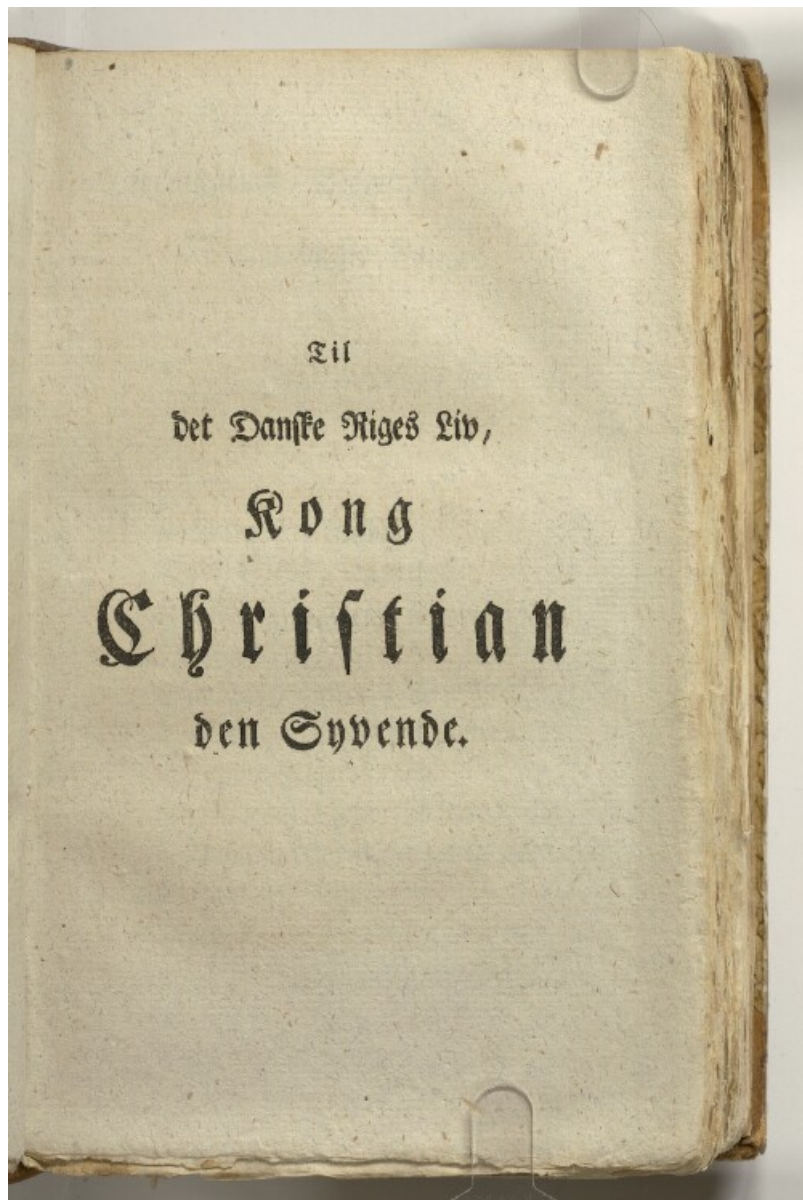 Til
det Danſke Riges Liv,
Kong
Chriſtian
den Syvende.